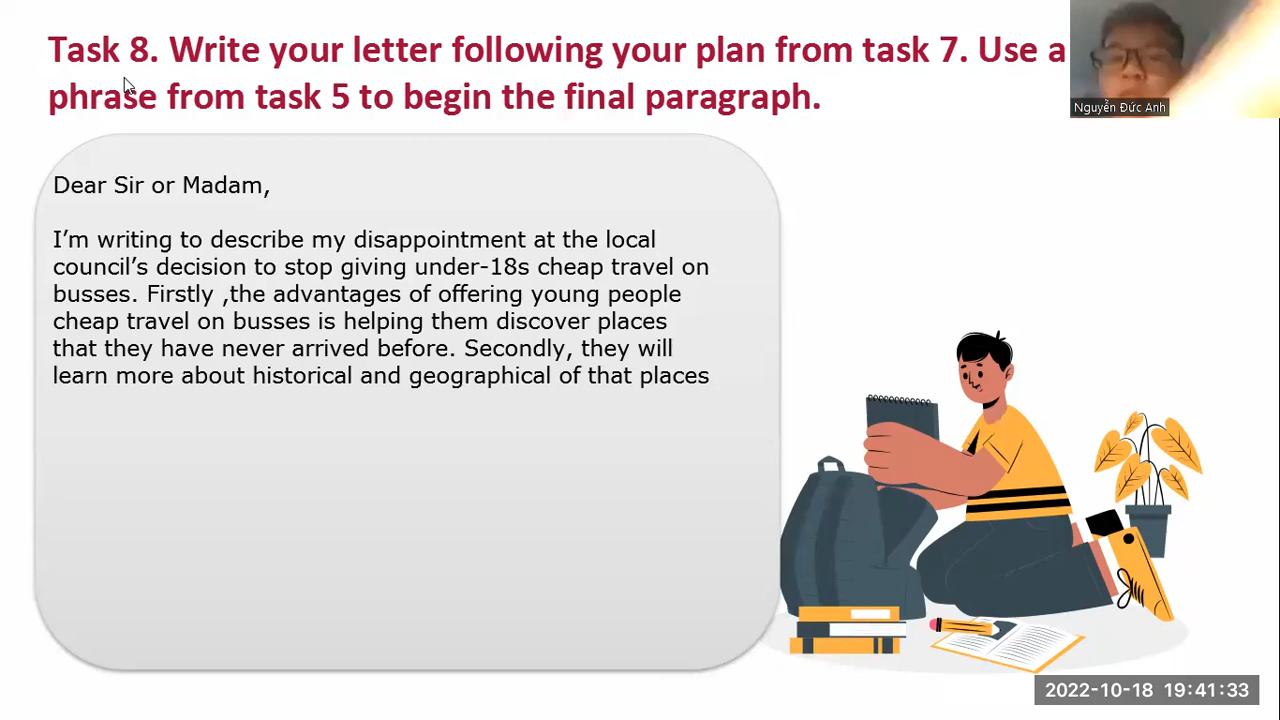 Task 8. Write your letter following your plan from task 7. Use a
phrase from task 5 to begin the final paragraph.
Nguyễn Đức Anh
Dear Sir or Madam,
I’m writing to describe my disappointment at the local
council’s decision to stop giving under-18s cheap travel on
busses. Firstly ,the advantages of offering young people
cheap travel on busses is helping them discover places
that they have never arrived before. Secondly, they will
learn more about historical and geographical of that places
2022-10-18 19:41:33